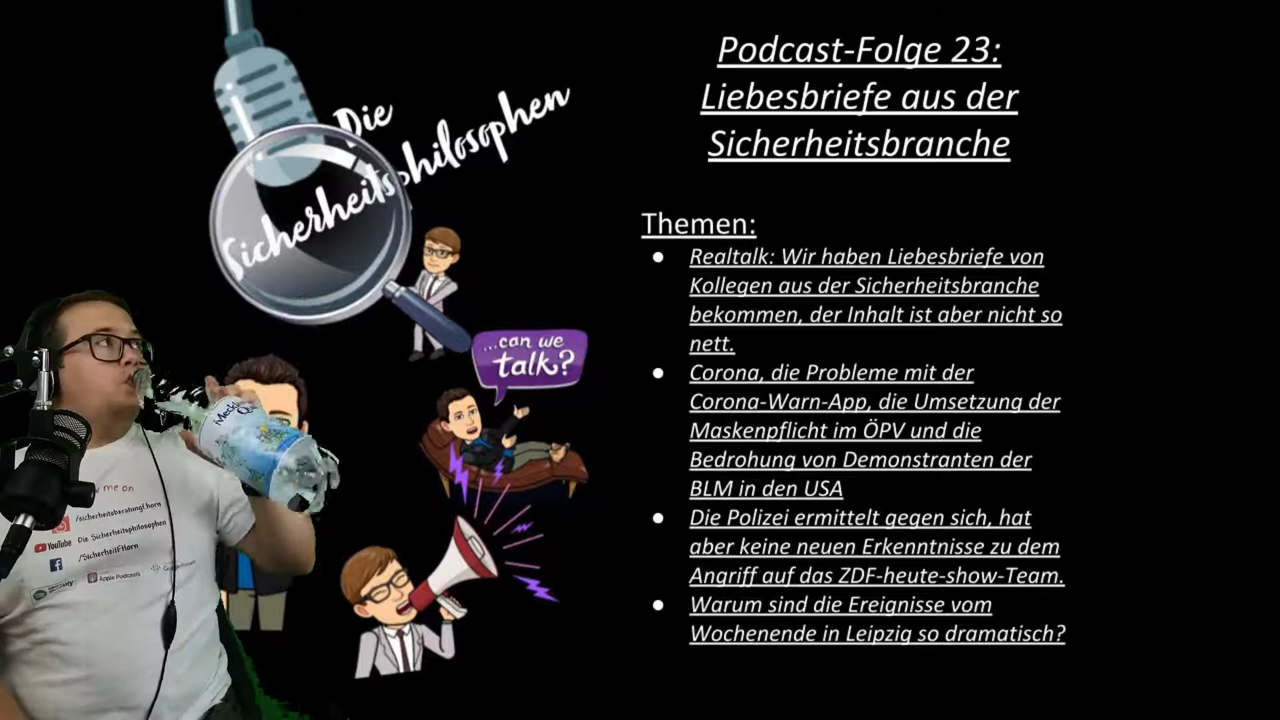 Die
Sicherheitsphilosophen
Podcast-Folge 23:
Liebesbriefe aus der
Sicherheitsbranche
Themen:
Realtalk: Wir haben Liebesbriefe von
Kollegen aus der Sicherheitsbranche
bekommen, der Inhalt ist aber nicht so
nett.
Corona, die Probleme mit der
Corona-Warn-App, die Umsetzung der
Maskenpflicht im ÖPV und die
Bedrohung von Demonstranten der
BLM in den USA
Die Polizei ermittelt gegen sich, hat
aber keine neuen Erkenntnisse zu dem
Angriff auf das ZDF-heute-show-Team.
Warum sind die Ereignisse vom
Wochenende in Leipzig so dramatisch?
...can we
talk?
me on
YouTube
Die Sicherheitsphilosophen
Apple Podcasts